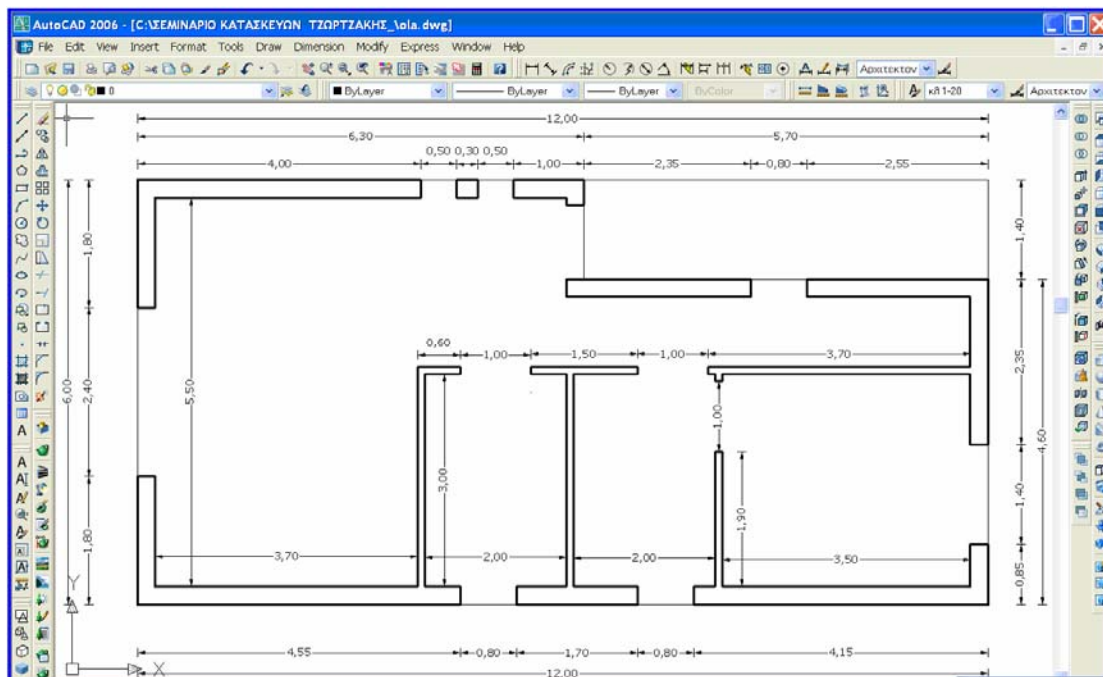 AutoCAD 2006 - [C:\ΣΕΜΙΝΑΡΙΟ ΚΑΤΑΣΚΕΥΩΝ ΤΖΩΡΤΖΑΚΗΣ_\ola.dwg]
File Edit View Insert Format Tools Draw Dimension Modify Express Window Help
Αρχιτεκτον
0 ByLayer ByLayer ByLayer ByColor κλ 1-20 Αρχιτεκτον
12,00
6,30 5,70
0,50 0,30 0,50
4,00 1,00 2,35 0,80 2,55
1,80
1,40
0,60
1,00 1,50 1,00 3,70
2,35
6,00
2,40
5,50
1,00
4,60
3,00
1,90
1,40
1,80
3,70 2,00 2,00 3,50
0,85
Y
X
4,55 0,80 1,70 0,80 4,15
12,00